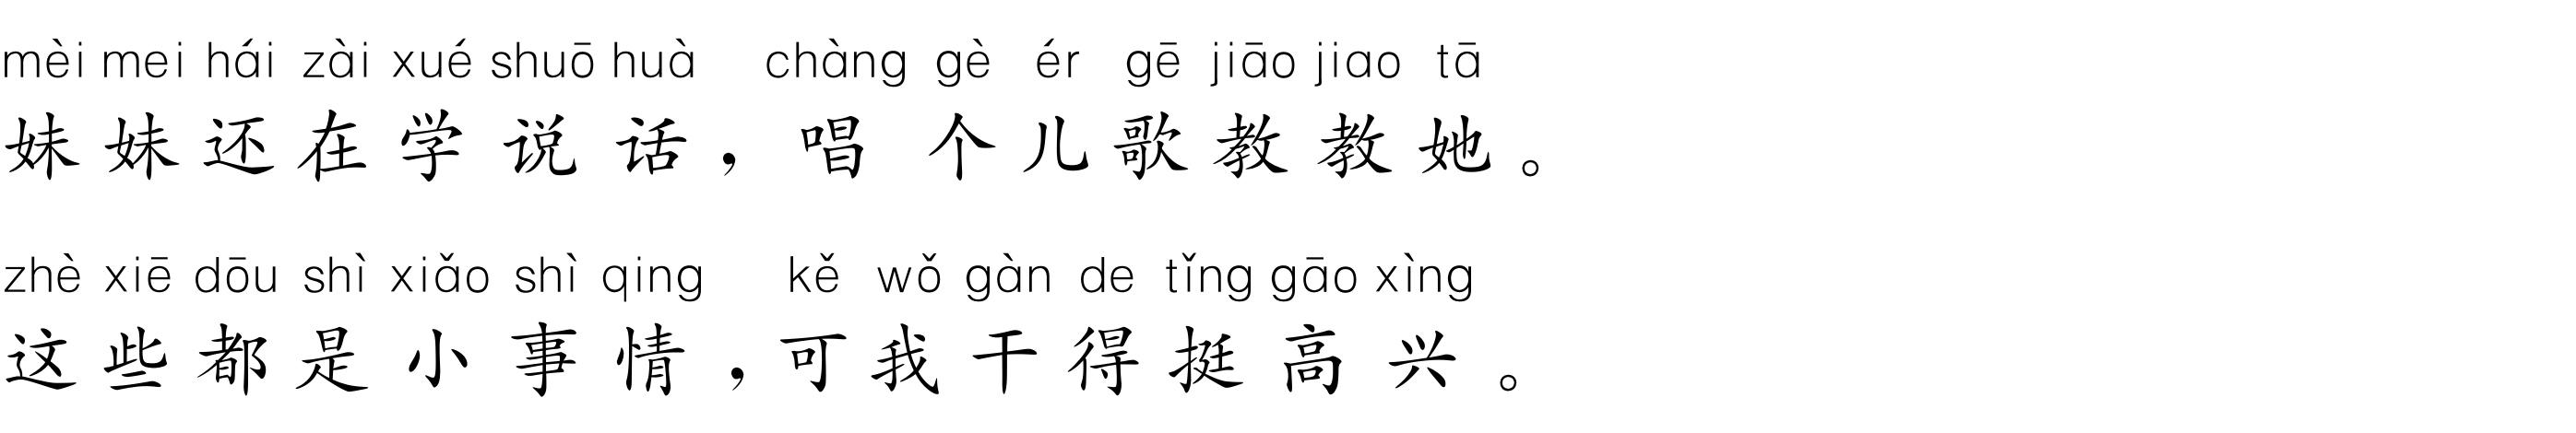 mèi mei hái zài xué shuō huà chàng gè ér gē jiāo jiao tā
妹妹还在学说话，唱个儿歌教教她。
zhè xiē dōu shì xiǎo shì qing kě wǒ gàn de tǐng gāo xìng
这些都是小事情，可我干得挺高兴。